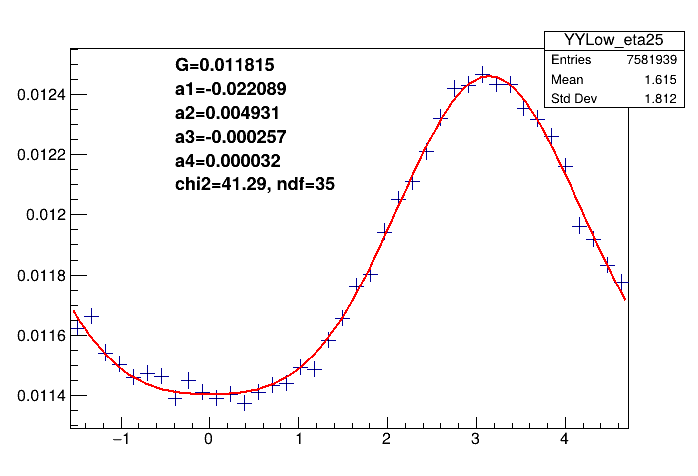 YYLow_eta25
Entries 7581939
Mean 1.615
Std Dev 1.812
G=0.011815
a1=-0.022089
a2=0.004931
a3=-0.000257
a4=0.000032
chi2=41.29, ndf=35
0.0124
0.0122
0.012
0.0118
0.0116
0.0114
−1 0 1 2 3 4